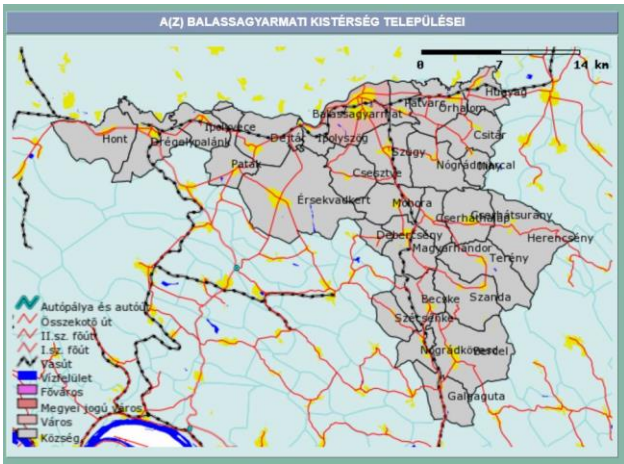 A(Z) BALASSAGYARMATI KISTÉRSÉG TELEPÜLÉSEI
0 7 14 km
Hugyag
Patvarc
Őrhalom
Balassagyarmat
Csitár
Ipolyvece
Hont
Drégelypalánk
Dejtár
Ipolyszög
Szügy
Patak
Nógrádmarcal
Csesztve
Érsekvadkert
Mohora
Cserháthaláp
Cserhátsurány
Debercsény
Herencsény
Magyarnándor
Terény
Becske
Szanda
Szétsénke
Nógrádkövesd
Bercel
Galgaguta
Autópálya és autóút
Összekotő út
II.sz. főút
I.sz. főút
Vasút
Vízfelület
Főváros
Megyei jogú város
Város
Község